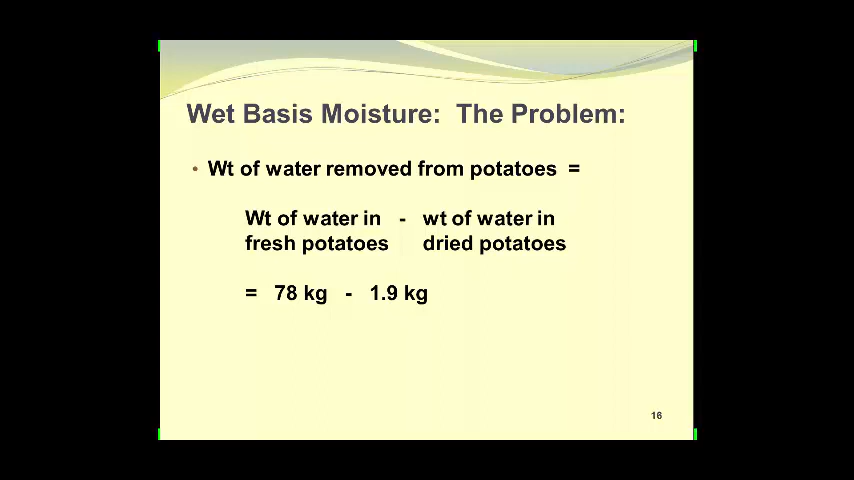 Wet Basis Moisture: The Problem:
• Wt of water removed from potatoes =
Wt of water in - wt of water in
fresh potatoes dried potatoes
= 78 kg - 1.9 kg
16